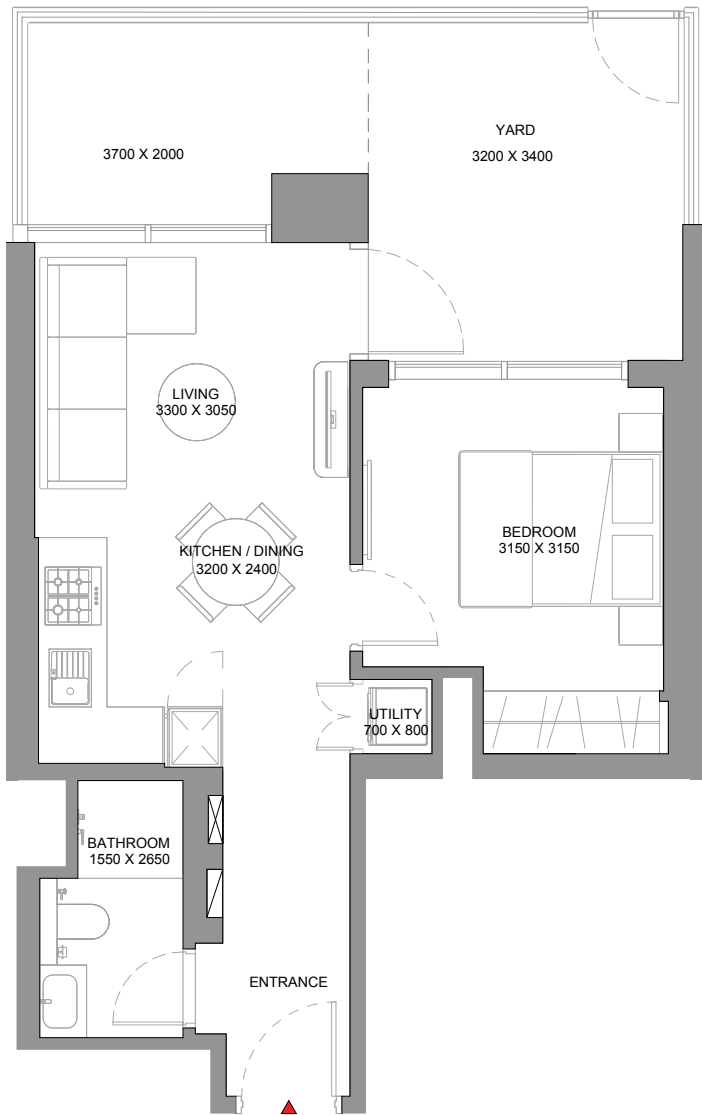 YARD
3700 X 2000
3200 X 3400
LIVING
3300 X 3050
KITCHEN / DINING
3200 X 2400
BEDROOM
3150 X 3150
UTILITY
700 X 800
BATHROOM
1550 X 2650
ENTRANCE